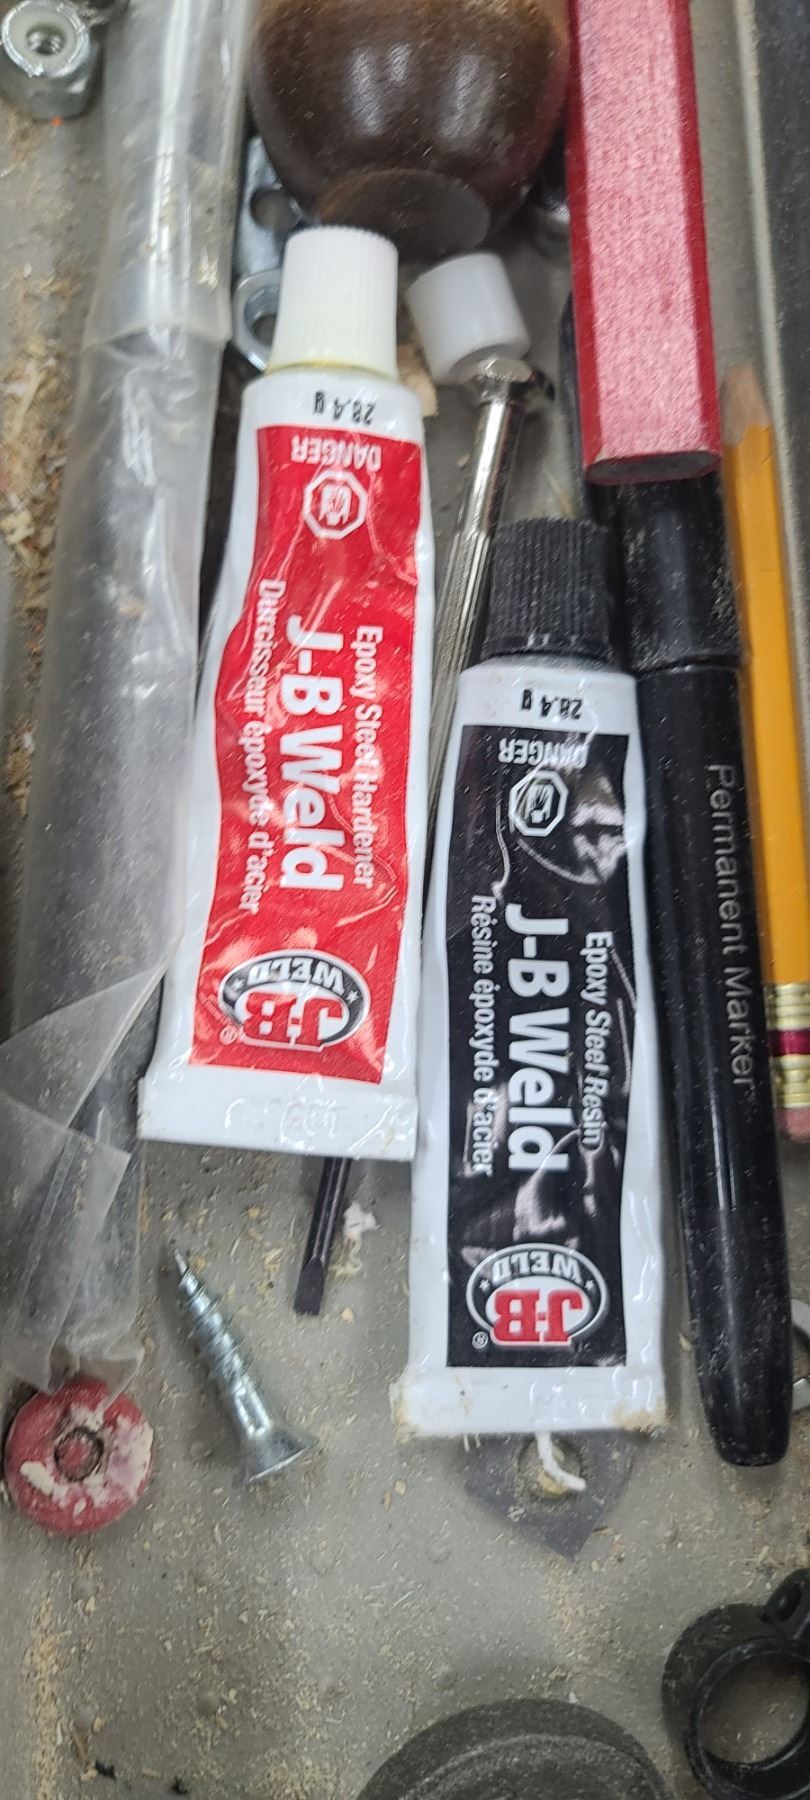 28.4 g
DANGER
Epoxy Steel Hardener
J-B Weld
Durcisseur époxyde d'acier
J-B
WELD
®
28.4 g
DANGER
Epoxy Steel Resin
J-B Weld
Résine époxyde d'acier
J-B
WELD
®
Permanent Marker